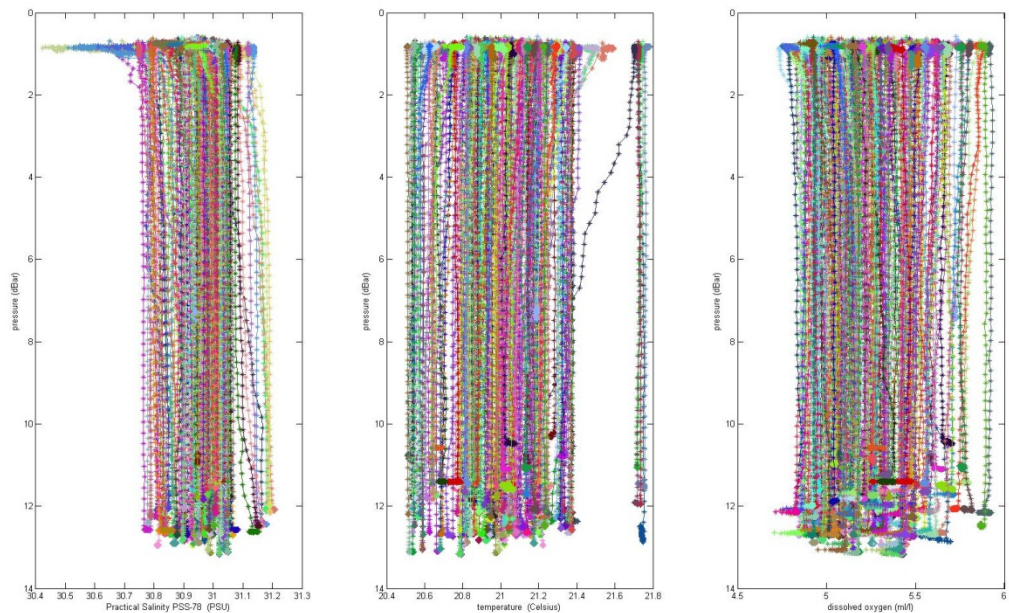 0
2
4
6
8
10
12
14
pressure (dBar)
30.4 30.5 30.6 30.7 30.8 30.9 31 31.1 31.2 31.3
Practical Salinity PSS-78 (PSU)
0
2
4
6
8
10
12
14
pressure (dBar)
20.4 20.6 20.8 21 21.2 21.4 21.6 21.8
temperature (Celsius)
0
2
4
6
8
10
12
14
pressure (dBar)
4.5 5 5.5 6
dissolved oxygen (ml/l)